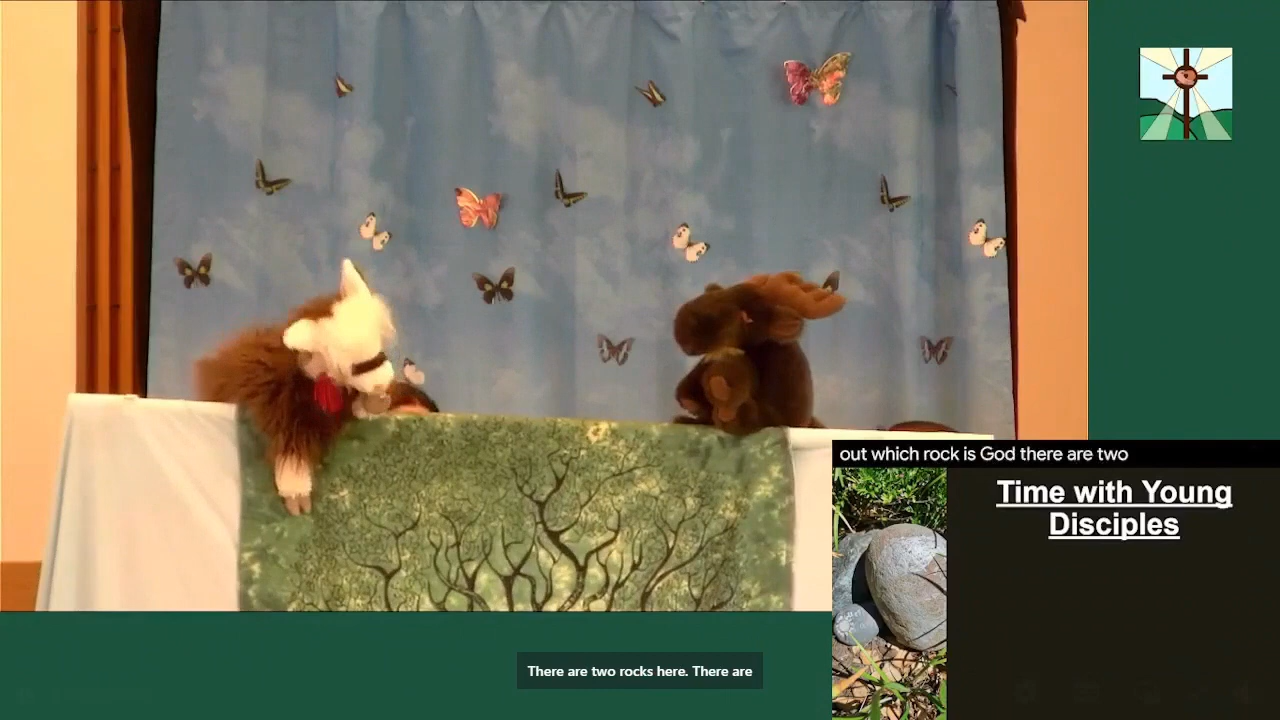 out which rock is God there are two
Time with Young
Disciples
There are two rocks here. There are